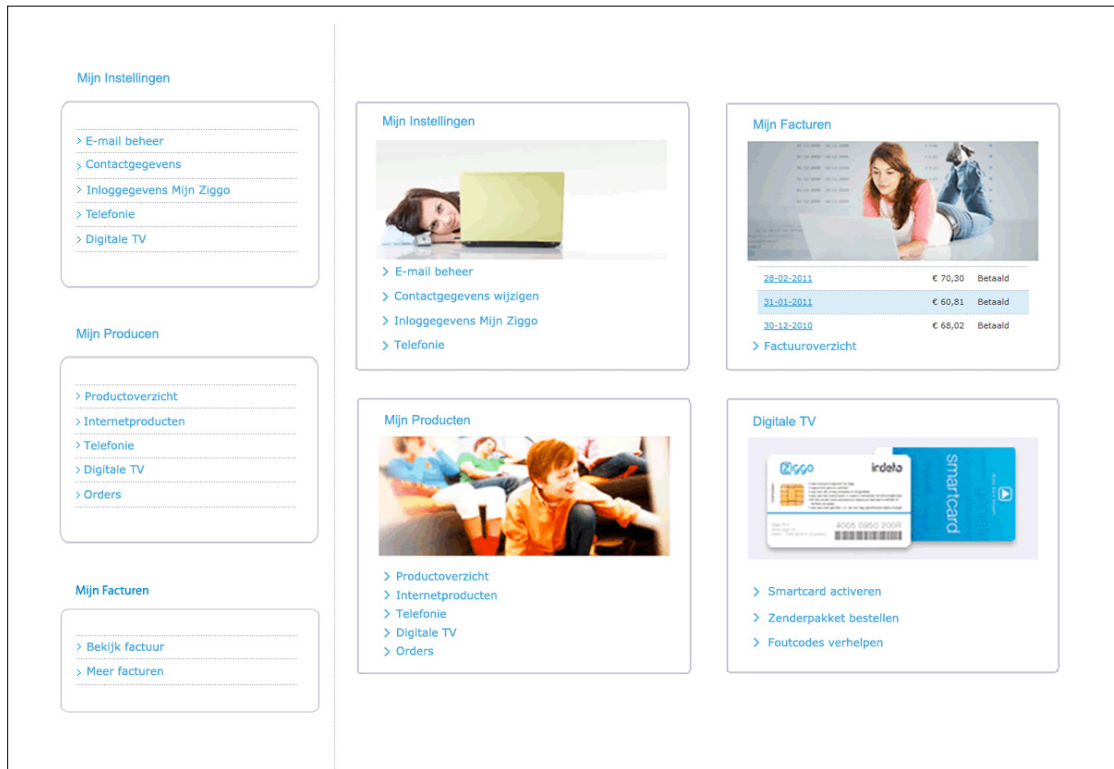 Mijn Instellingen
> E-mail beheer
> Contactgegevens
> Inloggegevens Mijn Ziggo
> Telefonie
> Digitale TV
Mijn Producen
> Productoverzicht
> Internetproducten
> Telefonie
> Digitale TV
> Orders
Mijn Facturen
> Bekijk factuur
> Meer facturen
Mijn Instellingen
> E-mail beheer
> Contactgegevens wijzigen
> Inloggegevens Mijn Ziggo
> Telefonie
Mijn Facturen
28-02-2011 € 70,30 Betaald
31-01-2011 € 60,81 Betaald
30-12-2010 € 68,02 Betaald
> Factuuroverzicht
Mijn Producten
> Productoverzicht
> Internetproducten
> Telefonie
> Digitale TV
> Orders
Digitale TV
Ziggo irdeto
4005 0950 200R
smartcard
> Smartcard activeren
> Zenderpakket bestellen
> Foutcodes verhelpen